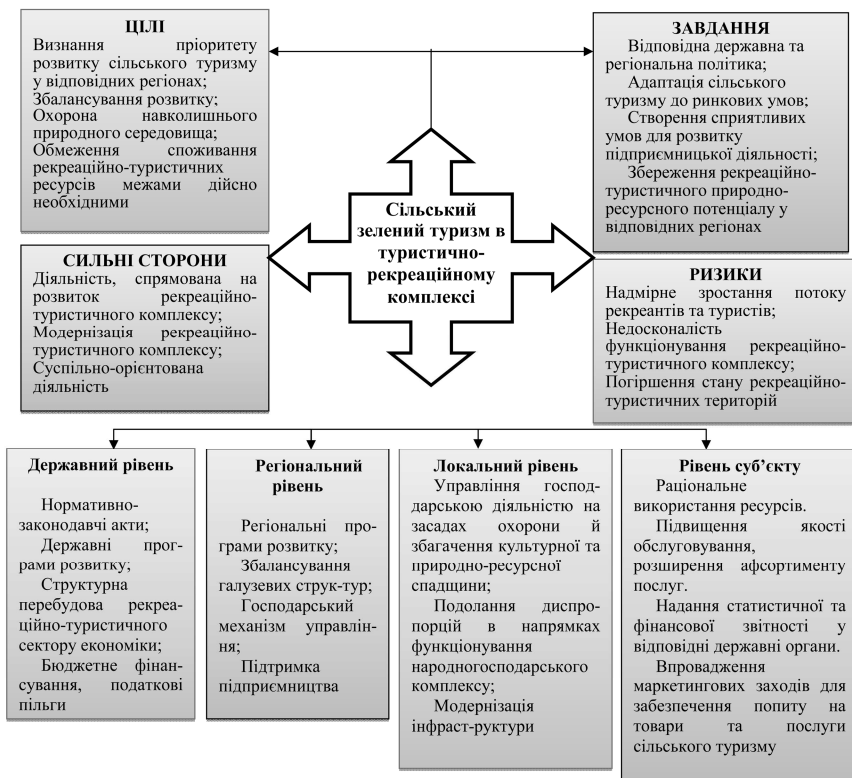 ЦІЛІ
Визнання пріоритету
розвитку сільського туризму
у відповідних регіонах;
Збалансування розвитку;
Охорона навколишнього
природного середовища;
Обмеження споживання
рекреаційно-туристичних
ресурсів межами дійсно
необхідними
ЗАВДАННЯ
Відповідна державна та
регіональна політика;
Адаптація сільського
туризму до ринкових умов;
Створення сприятливих
умов для розвитку
підприємницької діяльності;
Збереження рекреаційно-
туристичного природно-
ресурсного потенціалу у
відповідних регіонах
Сільський
зелений туризм в
туристично-
рекреаційному
комплексі
СИЛЬНІ СТОРОНИ
Діяльність, спрямована на
розвиток рекреаційно-
туристичного комплексу;
Модернізація рекреаційно-
туристичного комплексу;
Суспільно-орієнтована
діяльність
РИЗИКИ
Надмірне зростання потоку
рекреантів та туристів;
Недосконалість
функціонування рекреаційно-
туристичного комплексу;
Погіршення стану рекреаційно-
туристичних територій
Державний рівень
Нормативно-
законодавчі акти;
Державні прог-
рами розвитку;
Структурна
перебудова рекреа-
ційно-туристичного
сектору економіки;
Бюджетне фінан-
сування, податкові
пільги
Регіональний
рівень
Регіональні про-
грами розвитку;
Збалансування
галузевих струк-тур;
Господарський
механізм управлін-
ня;
Підтримка
підприємництва
Локальний рівень
Управління господ-
дарською діяльністю на
засадах охорони й
збагачення культурної та
природно-ресурсної
спадщини;
Подолання диспро-
порцій в напрямках
функціонування
народногосподарського
комплексу;
Модернізація
інфраст-руктури
Рівень суб’єкту
Раціональне
використання ресурсів.
Підвищення якості
обслуговування,
розширення афсортименту
послуг.
Надання статистичної та
фінансової звітності у
відповідні державні органи.
Впровадження
маркетингових заходів для
забезпечення попиту на
товари та послуги
сільського туризму